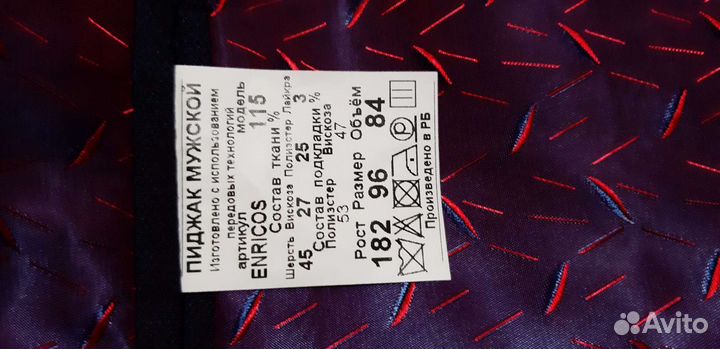 ПИДЖАК МУЖСКОЙ
Изготовлено с использованием
передовых технологий
артикул модель
ENRICOS 115
Состав ткани %
Шерсть Вискоза Полиэстер Лайкра
45 27 25 3
Состав подкладки %
Полиэстер Вискоза
53 47
Рост Размер Объём
182 96 84
Произведено в РБ
Avito